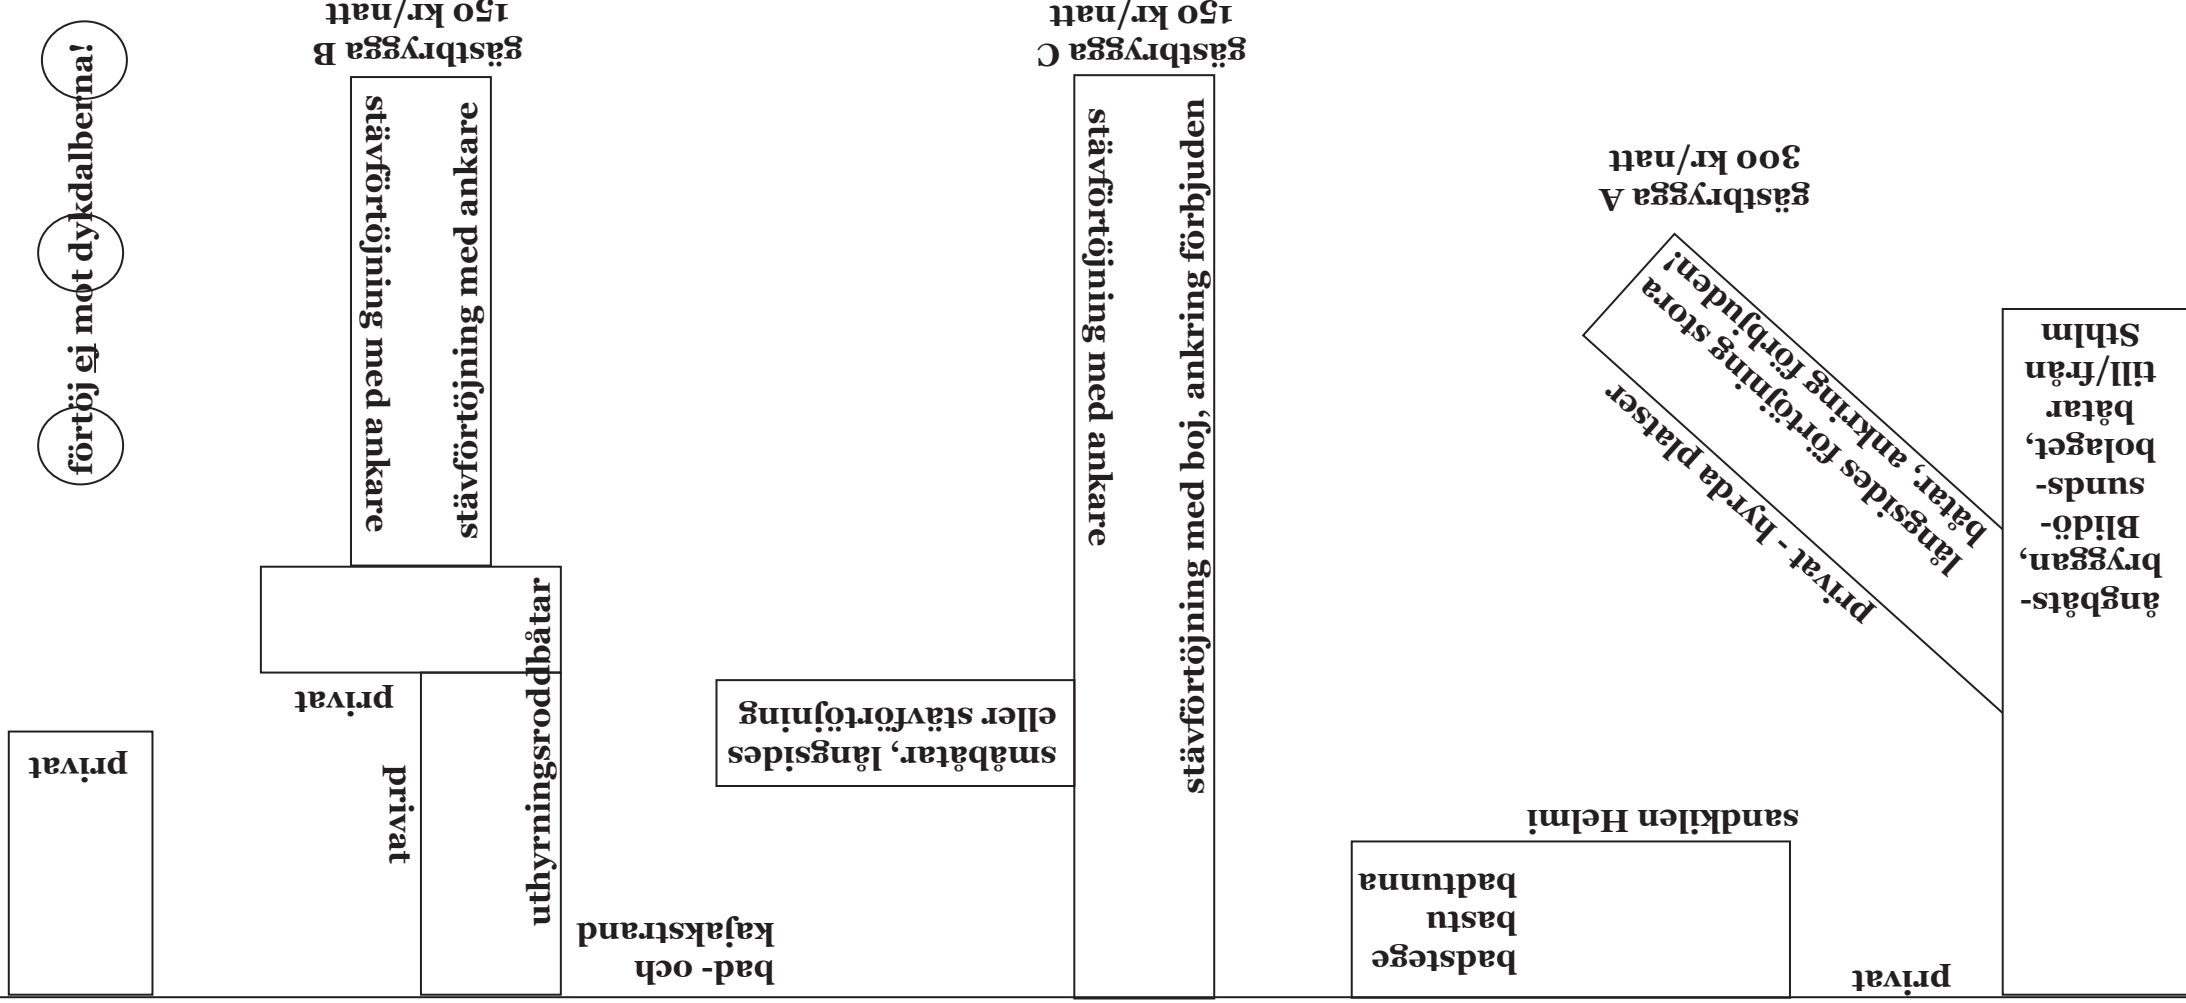 privat
ångbåts-
bryggan,
Blidö-
sunds-
bolaget,
båtar
till/från
Sthlm
badstege
bastu
badtunna
sandkilen Helmi
privat - hyrda platser
långsides förtöjning stora
båtar, ankring förbjuden!
gästbrygga A
300 kr/natt
bad- och
kajakstrand
småbåtar, långsides
eller stävförtöjning
stävförtöjning med boj, ankring förbjuden
stävförtöjning med ankare
gästbrygga C
150 kr/natt
uthyrningsroddbåtar
privat
privat
privat
stävförtöjning med ankare
stävförtöjning med ankare
gästbrygga B
150 kr/natt
förtöj ej mot dykdalberna!